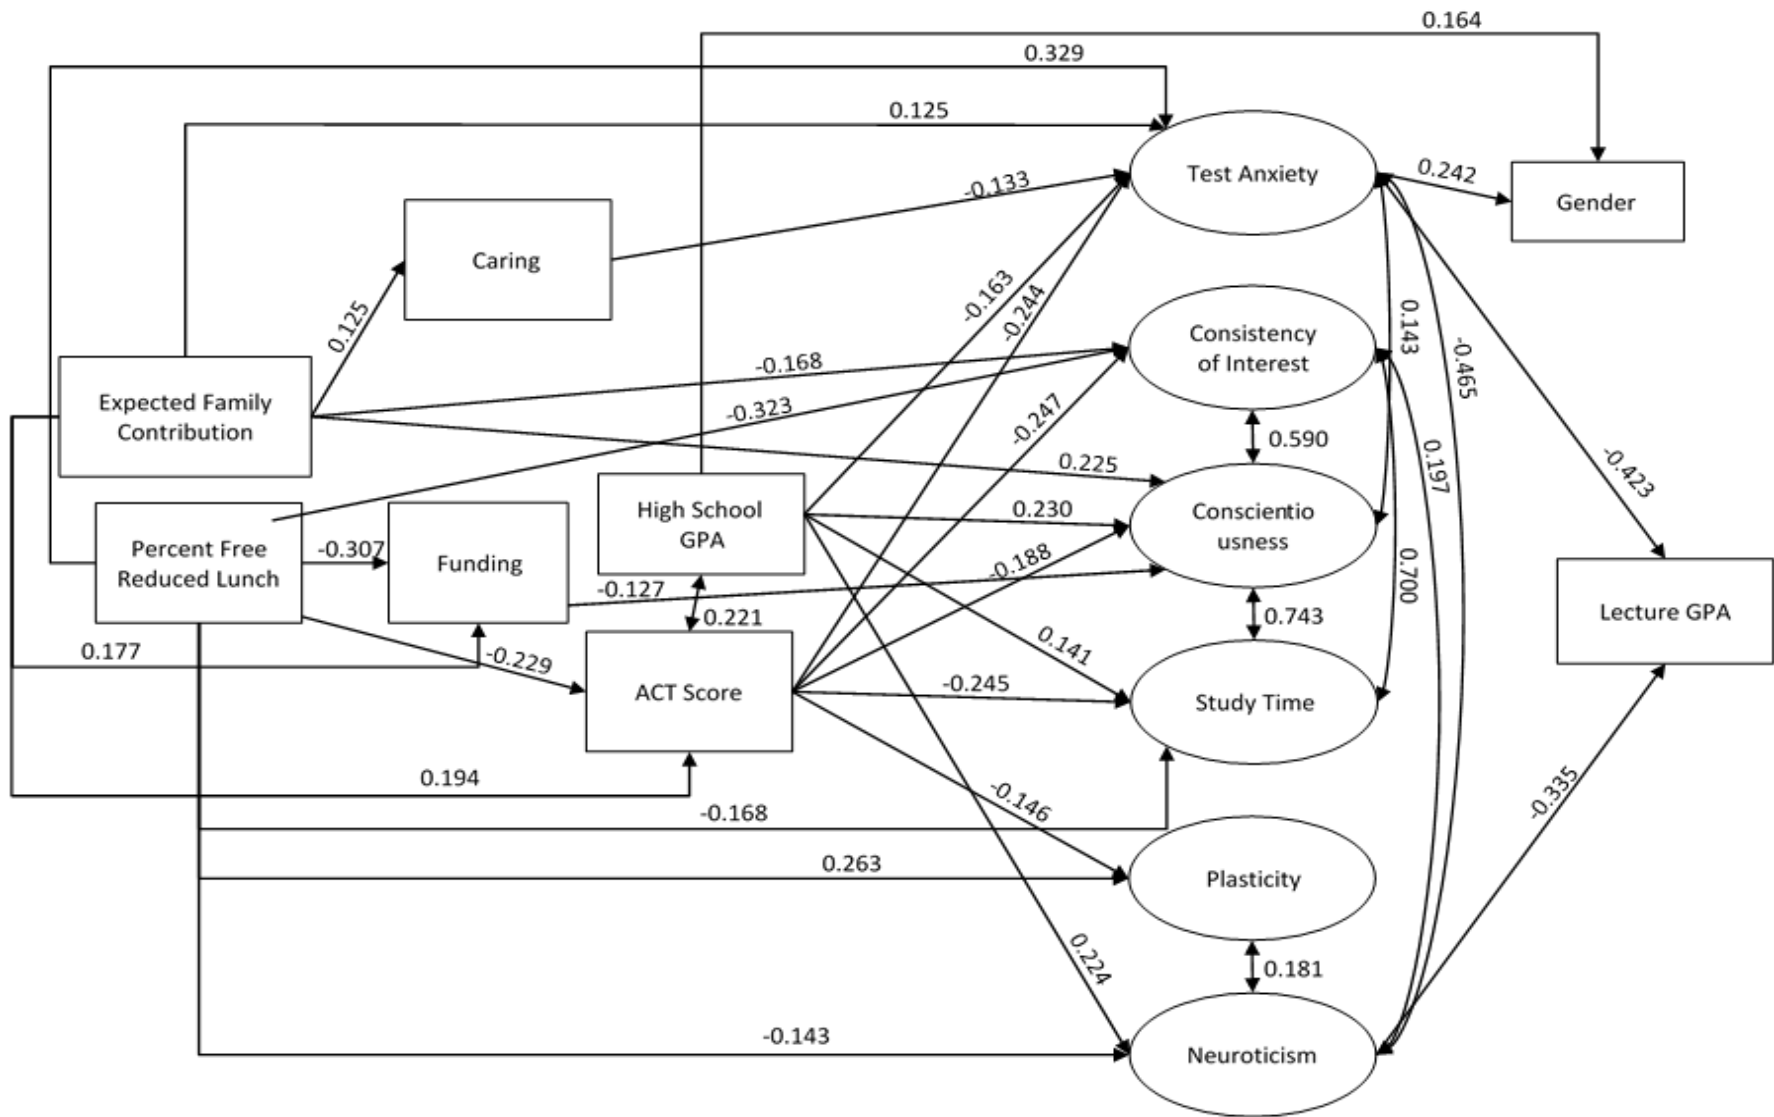 0.164
0.329
0.125
Test Anxiety
0.242
Gender
-0.133
Caring
0.125
-0.163
-0.244
Consistency
of Interest
0.143
-0.465
-0.168
-0.323
-0.247
Expected Family
Contribution
0.590
0.197
-0.423
0.225
High School
GPA
0.230
Conscientio
usness
Percent Free
Reduced Lunch
-0.307
Funding
-0.188
-0.127
0.221
0.743
0.700
Lecture GPA
0.177
-0.229
ACT Score
0.141
-0.245
Study Time
0.194
-0.168
-0.146
-0.335
0.263
Plasticity
0.224
0.181
-0.143
Neuroticism